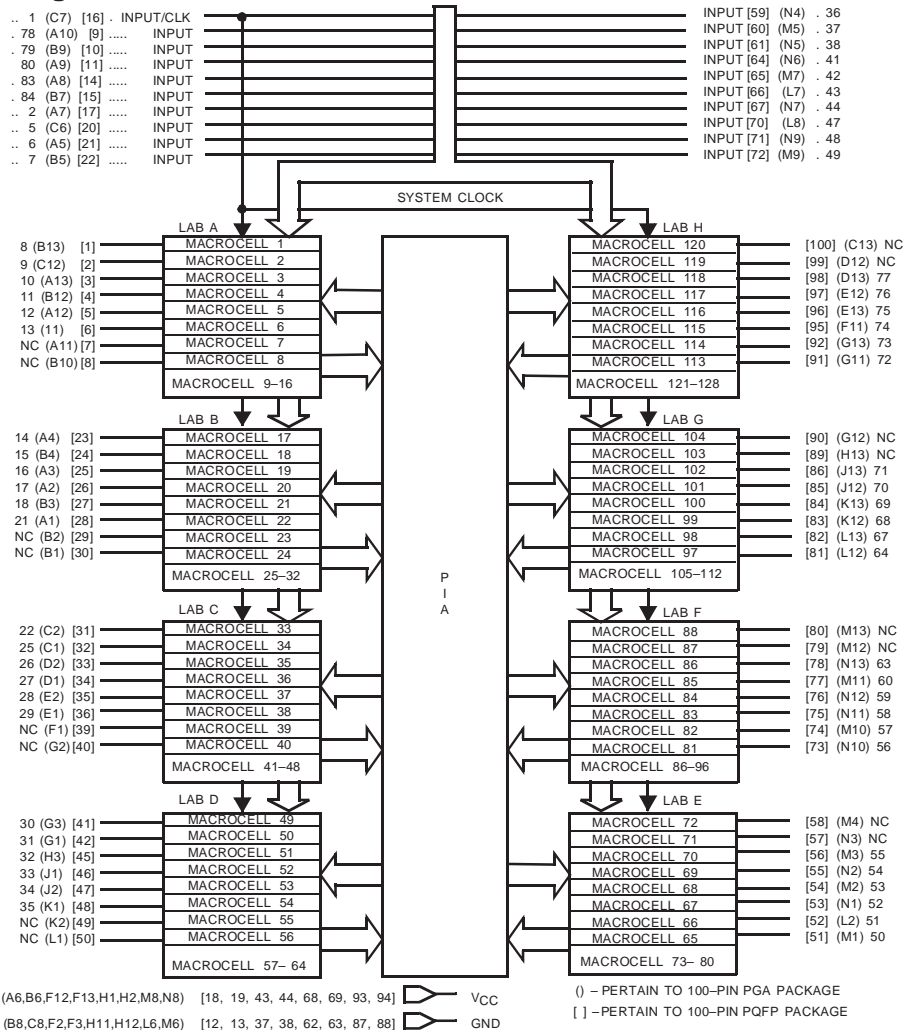 .. 1 (C7) [16] . INPUT/CLK
. 78 (A10) [9] ..... INPUT
. 79 (B9) [10] ..... INPUT
80 (A9) [11] ..... INPUT
. 83 (A8) [14] ..... INPUT
. 84 (B7) [15] ..... INPUT
.. 2 (A7) [17] ..... INPUT
.. 5 (C6) [20] ..... INPUT
.. 6 (A5) [21] ..... INPUT
.. 7 (B5) [22] ..... INPUT
INPUT [59] (N4) . 36
INPUT [60] (M5) . 37
INPUT [61] (N5) . 38
INPUT [64] (N6) . 41
INPUT [65] (M7) . 42
INPUT [66] (L7) . 43
INPUT [67] (N7) . 44
INPUT [70] (L8) . 47
INPUT [71] (N9) . 48
INPUT [72] (M9) . 49
SYSTEM CLOCK
LAB A
8 (B13) [1] MACROCELL 1
9 (C12) [2] MACROCELL 2
10 (A13) [3] MACROCELL 3
11 (B12) [4] MACROCELL 4
12 (A12) [5] MACROCELL 5
13 (11) [6] MACROCELL 6
NC (A11) [7] MACROCELL 7
NC (B10) [8] MACROCELL 8
MACROCELL 9–16
LAB H
MACROCELL 120 [100] (C13) NC
MACROCELL 119 [99] (D12) NC
MACROCELL 118 [98] (D13) 77
MACROCELL 117 [97] (E12) 76
MACROCELL 116 [96] (E13) 75
MACROCELL 115 [95] (F11) 74
MACROCELL 114 [92] (G13) 73
MACROCELL 113 [91] (G11) 72
MACROCELL 121–128
LAB B
14 (A4) [23] MACROCELL 17
15 (B4) [24] MACROCELL 18
16 (A3) [25] MACROCELL 19
17 (A2) [26] MACROCELL 20
18 (B3) [27] MACROCELL 21
21 (A1) [28] MACROCELL 22
NC (B2) [29] MACROCELL 23
NC (B1) [30] MACROCELL 24
MACROCELL 25–32
LAB G
MACROCELL 104 [90] (G12) NC
MACROCELL 103 [89] (H13) NC
MACROCELL 102 [86] (J13) 71
MACROCELL 101 [85] (J12) 70
MACROCELL 100 [84] (K13) 69
MACROCELL 99 [83] (K12) 68
MACROCELL 98 [82] (L13) 67
MACROCELL 97 [81] (L12) 64
MACROCELL 105–112
P
I
A
LAB C
22 (C2) [31] MACROCELL 33
25 (C1) [32] MACROCELL 34
26 (D2) [33] MACROCELL 35
27 (D1) [34] MACROCELL 36
28 (E2) [35] MACROCELL 37
29 (E1) [36] MACROCELL 38
NC (F1) [39] MACROCELL 39
NC (G2) [40] MACROCELL 40
MACROCELL 41–48
LAB F
MACROCELL 88 [80] (M13) NC
MACROCELL 87 [79] (M12) NC
MACROCELL 86 [78] (N13) 63
MACROCELL 85 [77] (M11) 60
MACROCELL 84 [76] (N12) 59
MACROCELL 83 [75] (N11) 58
MACROCELL 82 [74] (M10) 57
MACROCELL 81 [73] (N10) 56
MACROCELL 86–96
LAB D
30 (G3) [41] MACROCELL 49
31 (G1) [42] MACROCELL 50
32 (H3) [45] MACROCELL 51
33 (J1) [46] MACROCELL 52
34 (J2) [47] MACROCELL 53
35 (K1) [48] MACROCELL 54
NC (K2) [49] MACROCELL 55
NC (L1) [50] MACROCELL 56
MACROCELL 57– 64
LAB E
MACROCELL 72 [58] (M4) NC
MACROCELL 71 [57] (N3) NC
MACROCELL 70 [56] (M3) 55
MACROCELL 69 [55] (N2) 54
MACROCELL 68 [54] (M2) 53
MACROCELL 67 [53] (N1) 52
MACROCELL 66 [52] (L2) 51
MACROCELL 65 [51] (M1) 50
MACROCELL 73– 80
(A6,B6,F12,F13,H1,H2,M8,N8) [18, 19, 43, 44, 68, 69, 93, 94] VCC
(B8,C8,F2,F3,H11,H12,L6,M6) [12, 13, 37, 38, 62, 63, 87, 88] GND
() – PERTAIN TO 100–PIN PGA PACKAGE
[ ] – PERTAIN TO 100–PIN PQFP PACKAGE